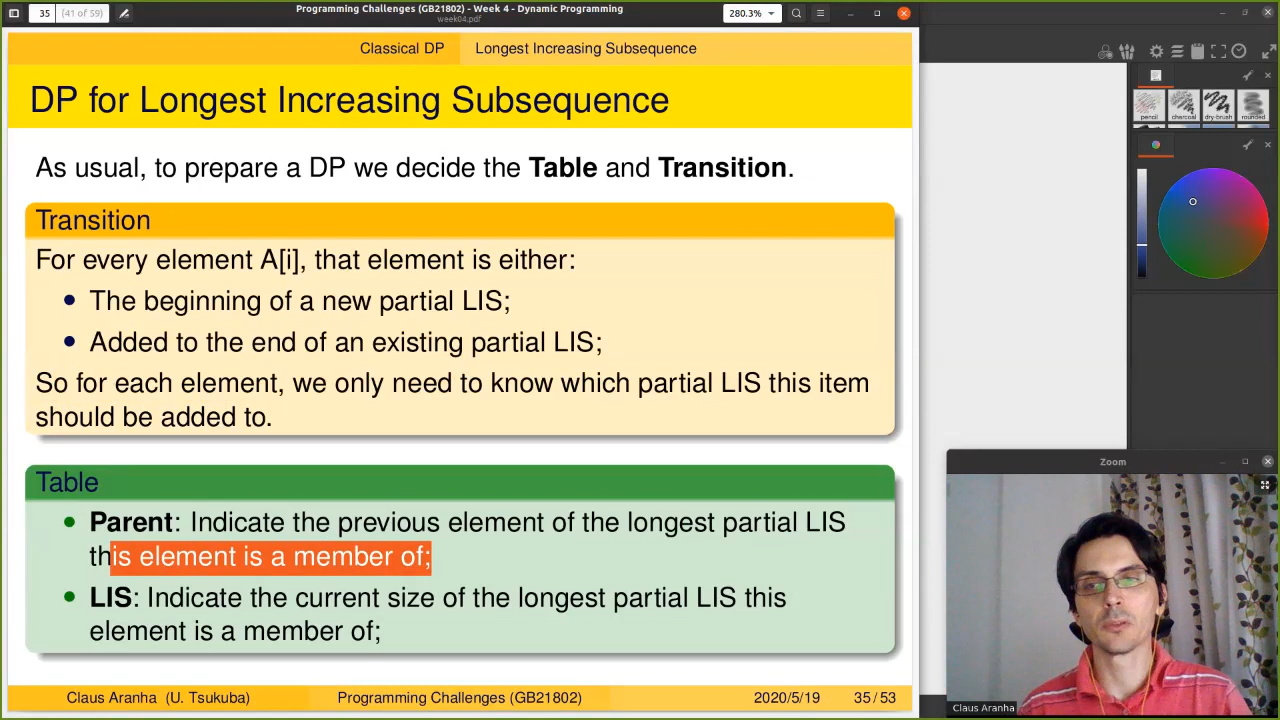 35 (41 of 59)
Programming Challenges (GB21802) - Week 4 - Dynamic Programming
week04.pdf
280.3%
Classical DP Longest Increasing Subsequence
DP for Longest Increasing Subsequence
As usual, to prepare a DP we decide the Table and Transition.
Transition
For every element A[i], that element is either:
• The beginning of a new partial LIS;
• Added to the end of an existing partial LIS;
So for each element, we only need to know which partial LIS this item
should be added to.
Table
• Parent: Indicate the previous element of the longest partial LIS
this element is a member of;
• LIS: Indicate the current size of the longest partial LIS this
element is a member of;
Claus Aranha (U. Tsukuba) Programming Challenges (GB21802) 2020/5/19 35/53
pencil charcoal dry-brush rounded
Zoom
Claus Aranha